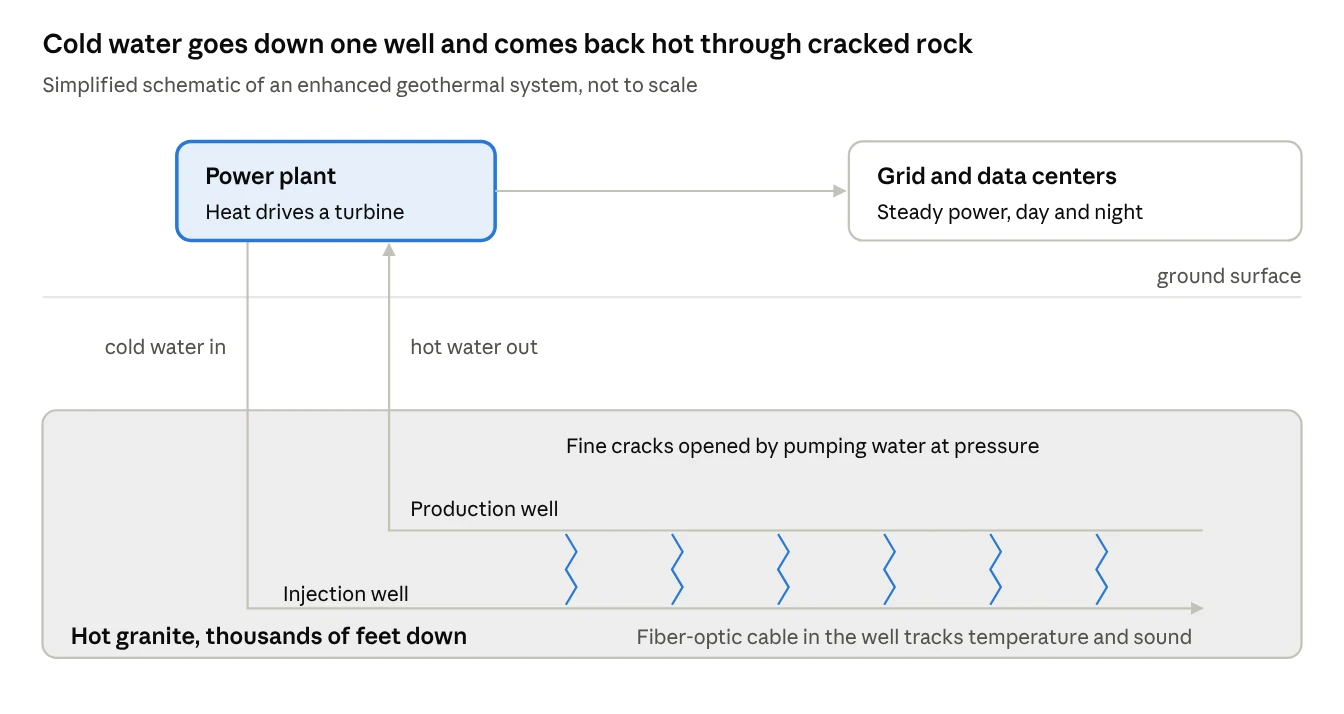 Cold water goes down one well and comes back hot through cracked rock
Simplified schematic of an enhanced geothermal system, not to scale
Power plant
Heat drives a turbine
Grid and data centers
Steady power, day and night
ground surface
cold water in
hot water out
Fine cracks opened by pumping water at pressure
Production well
Injection well
Hot granite, thousands of feet down
Fiber-optic cable in the well tracks temperature and sound